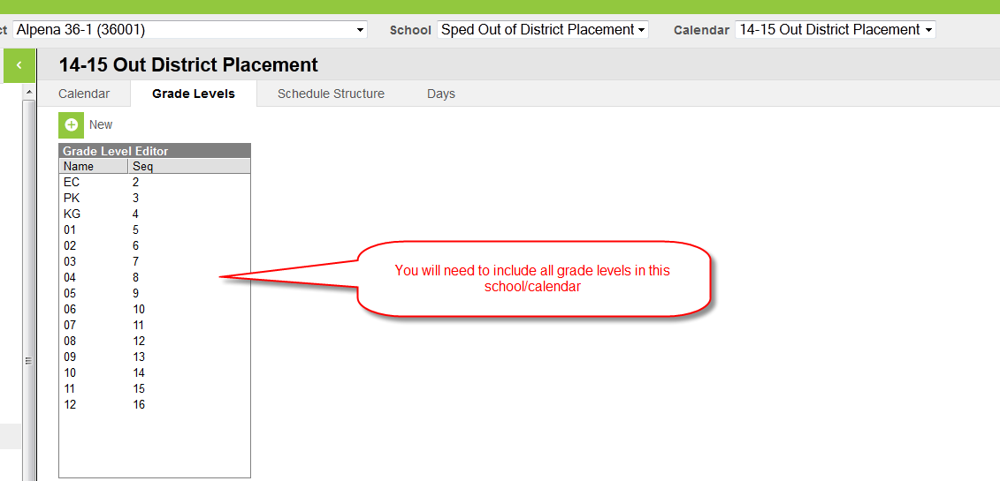 ct Alpena 36-1 (36001) School Sped Out of District Placement Calendar 14-15 Out District Placement
14-15 Out District Placement
Calendar Grade Levels Schedule Structure Days
New
Grade Level Editor
Name Seq
EC 2
PK 3
KG 4
01 5
02 6
03 7
04 8
05 9
06 10
07 11
08 12
09 13
10 14
11 15
12 16
You will need to include all grade levels in this
school/calendar